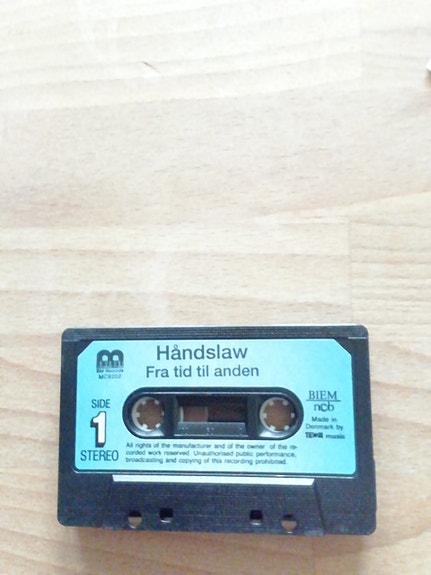 Håndslaw
Fra tid til anden
SIDE
1
STEREO
BIEM
ncb
Made in
Denmark by
music
All rights of the manufacturer and of the owner of the re-
corded work reserved. Unauthorised public performance,
broadcasting and copying of this recording prohibited.